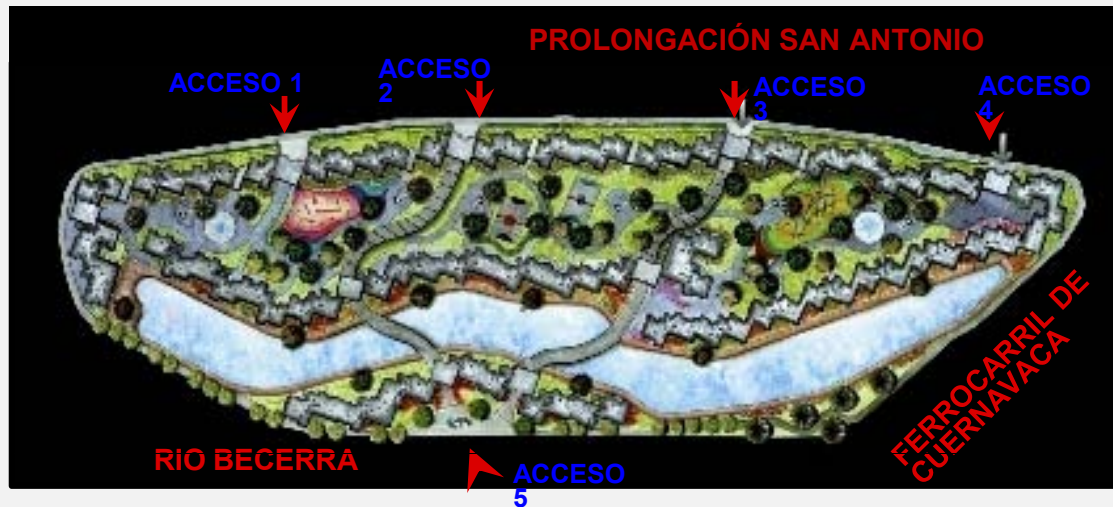 PROLONGACIÓN SAN ANTONIO
ACCESO 1
ACCESO
2
ACCESO
3
ACCESO
4
FERROCARRIL DE
CUERNAVACA
RIO BECERRA
ACCESO
5